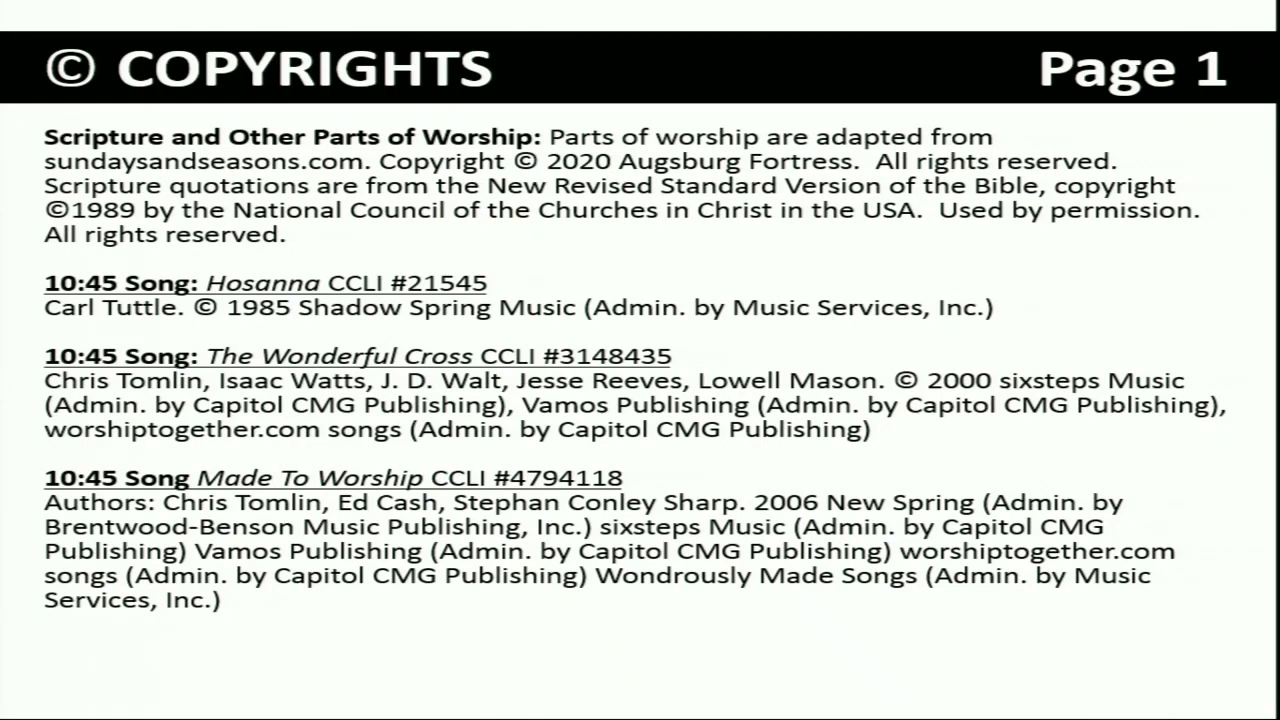 © COPYRIGHTS Page 1
Scripture and Other Parts of Worship: Parts of worship are adapted from
sundaysandseasons.com. Copyright © 2020 Augsburg Fortress.  All rights reserved.
Scripture quotations are from the New Revised Standard Version of the Bible, copyright
©1989 by the National Council of the Churches in Christ in the USA.  Used by permission.
All rights reserved.
10:45 Song: Hosanna CCLI #21545
Carl Tuttle. © 1985 Shadow Spring Music (Admin. by Music Services, Inc.)
10:45 Song: The Wonderful Cross CCLI #3148435
Chris Tomlin, Isaac Watts, J. D. Walt, Jesse Reeves, Lowell Mason. © 2000 sixsteps Music
(Admin. by Capitol CMG Publishing), Vamos Publishing (Admin. by Capitol CMG Publishing),
worshiptogether.com songs (Admin. by Capitol CMG Publishing)
10:45 Song Made To Worship CCLI #4794118
Authors: Chris Tomlin, Ed Cash, Stephan Conley Sharp. 2006 New Spring (Admin. by
Brentwood-Benson Music Publishing, Inc.) sixsteps Music (Admin. by Capitol CMG
Publishing) Vamos Publishing (Admin. by Capitol CMG Publishing) worshiptogether.com
songs (Admin. by Capitol CMG Publishing) Wondrously Made Songs (Admin. by Music
Services, Inc.)